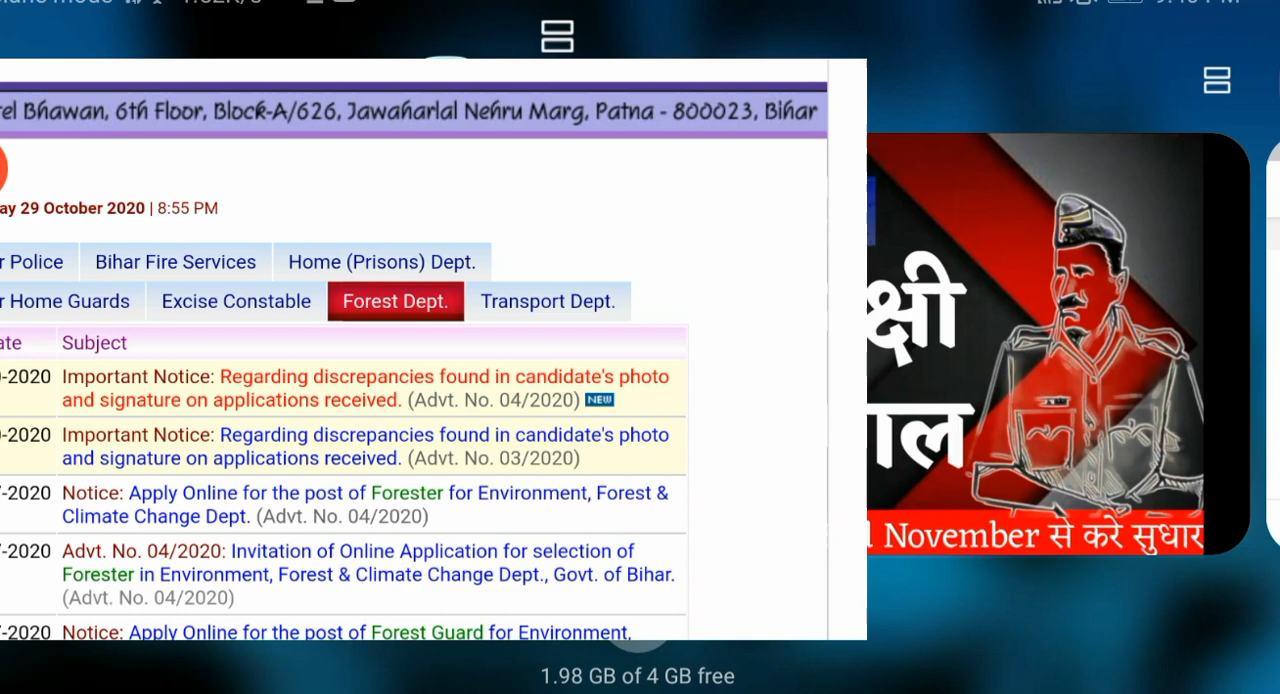 el Bhawan, 6th Floor, Block-A/626, Jawaharlal Nehru Marg, Patna - 800023, Bihar
ay 29 October 2020 | 8:55 PM
r Police Bihar Fire Services Home (Prisons) Dept.
r Home Guards Excise Constable Forest Dept. Transport Dept.
ate Subject
-2020 Important Notice: Regarding discrepancies found in candidate's photo
and signature on applications received. (Advt. No. 04/2020) NEW
-2020 Important Notice: Regarding discrepancies found in candidate's photo
and signature on applications received. (Advt. No. 03/2020)
-2020 Notice: Apply Online for the post of Forester for Environment, Forest &
Climate Change Dept. (Advt. No. 04/2020)
-2020 Advt. No. 04/2020: Invitation of Online Application for selection of
Forester in Environment, Forest & Climate Change Dept., Govt. of Bihar.
(Advt. No. 04/2020)
-2020 Notice: Apply Online for the post of Forest Guard for Environment,
क्षी
ाल
November से करे सुधार
1.98 GB of 4 GB free